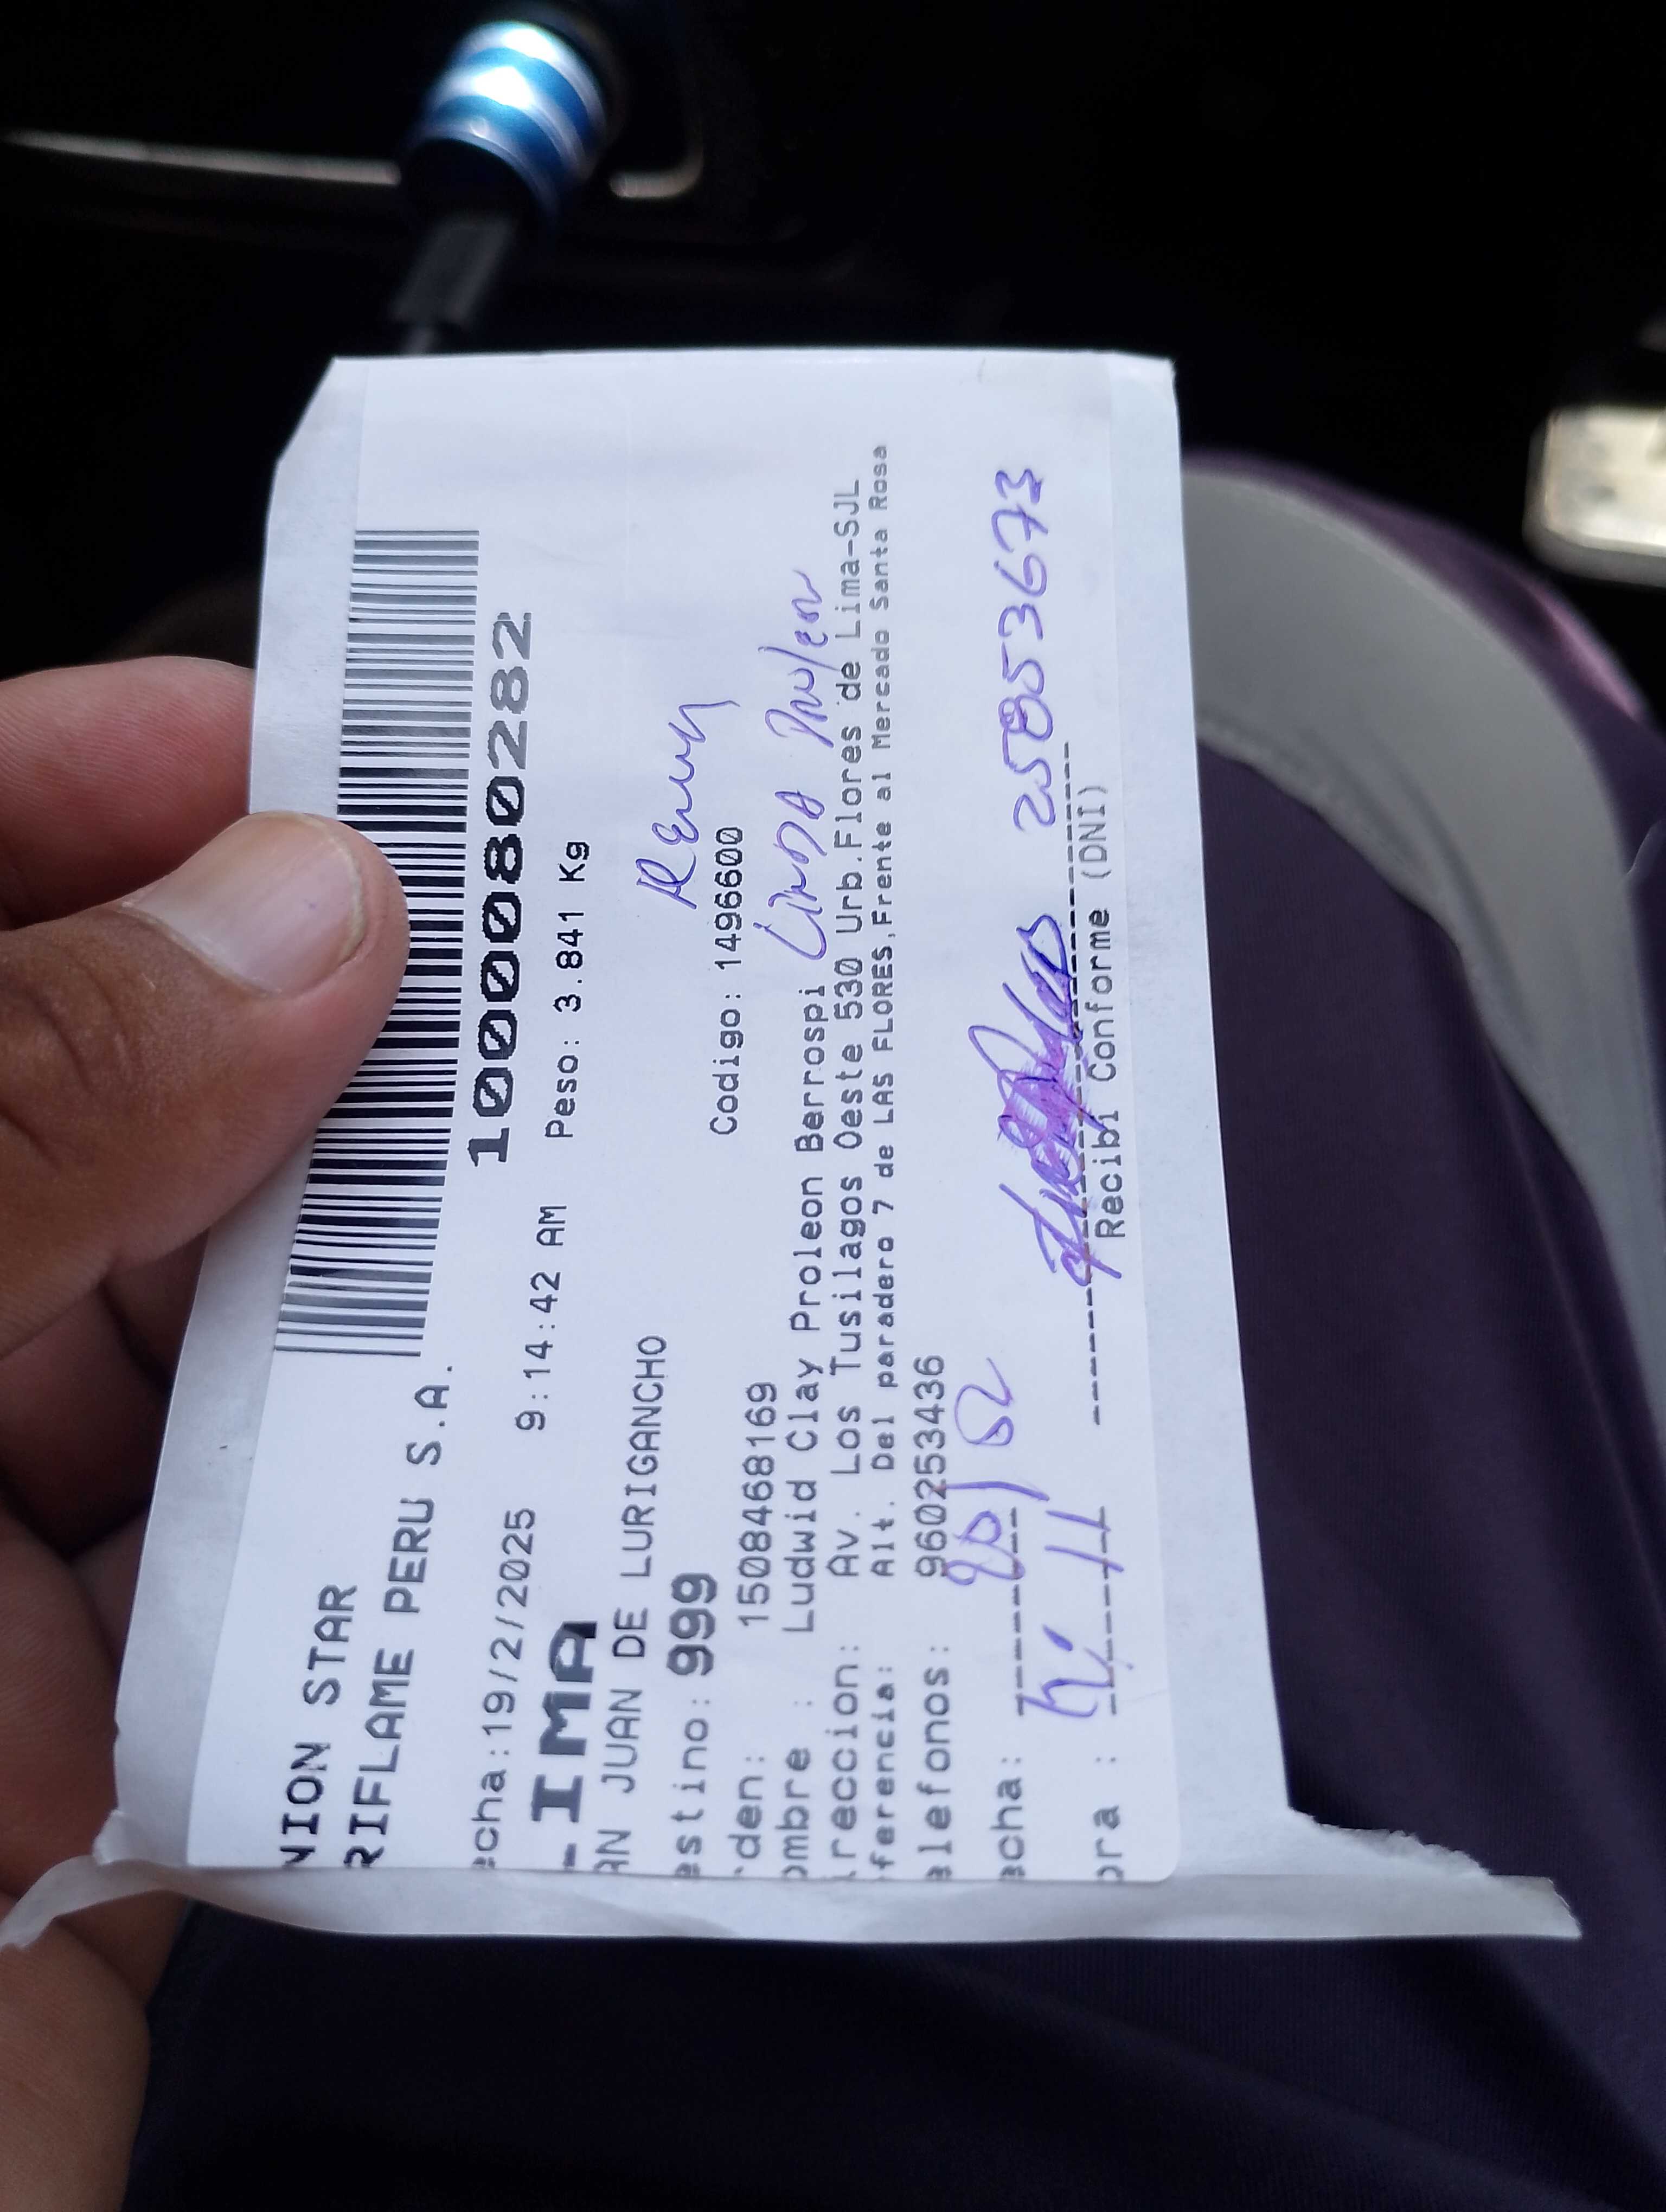 NION STAR
RIFLAME PERU S.A.
1000080282
echa:19/2/2025 9:14:42 AM Peso: 3.841 Kg
-IMA
AN JUAN DE LURIGANCHO
estino: 999
rden: 1508468169 Codigo: 1496600
ombre : Ludwid Clay Proleon Berrospi
LINDA
ireccion: Av. Los Tusilagos Oeste 530 Urb.Flores de Lima-SJL
ferencia: Alt. Del paradero 7 de LAS FLORES,Frente al Mercado Santa Rosa
elefonos: 960253436
echa: 20/02
ora :
25853673
Recibi Conforme (DNI)